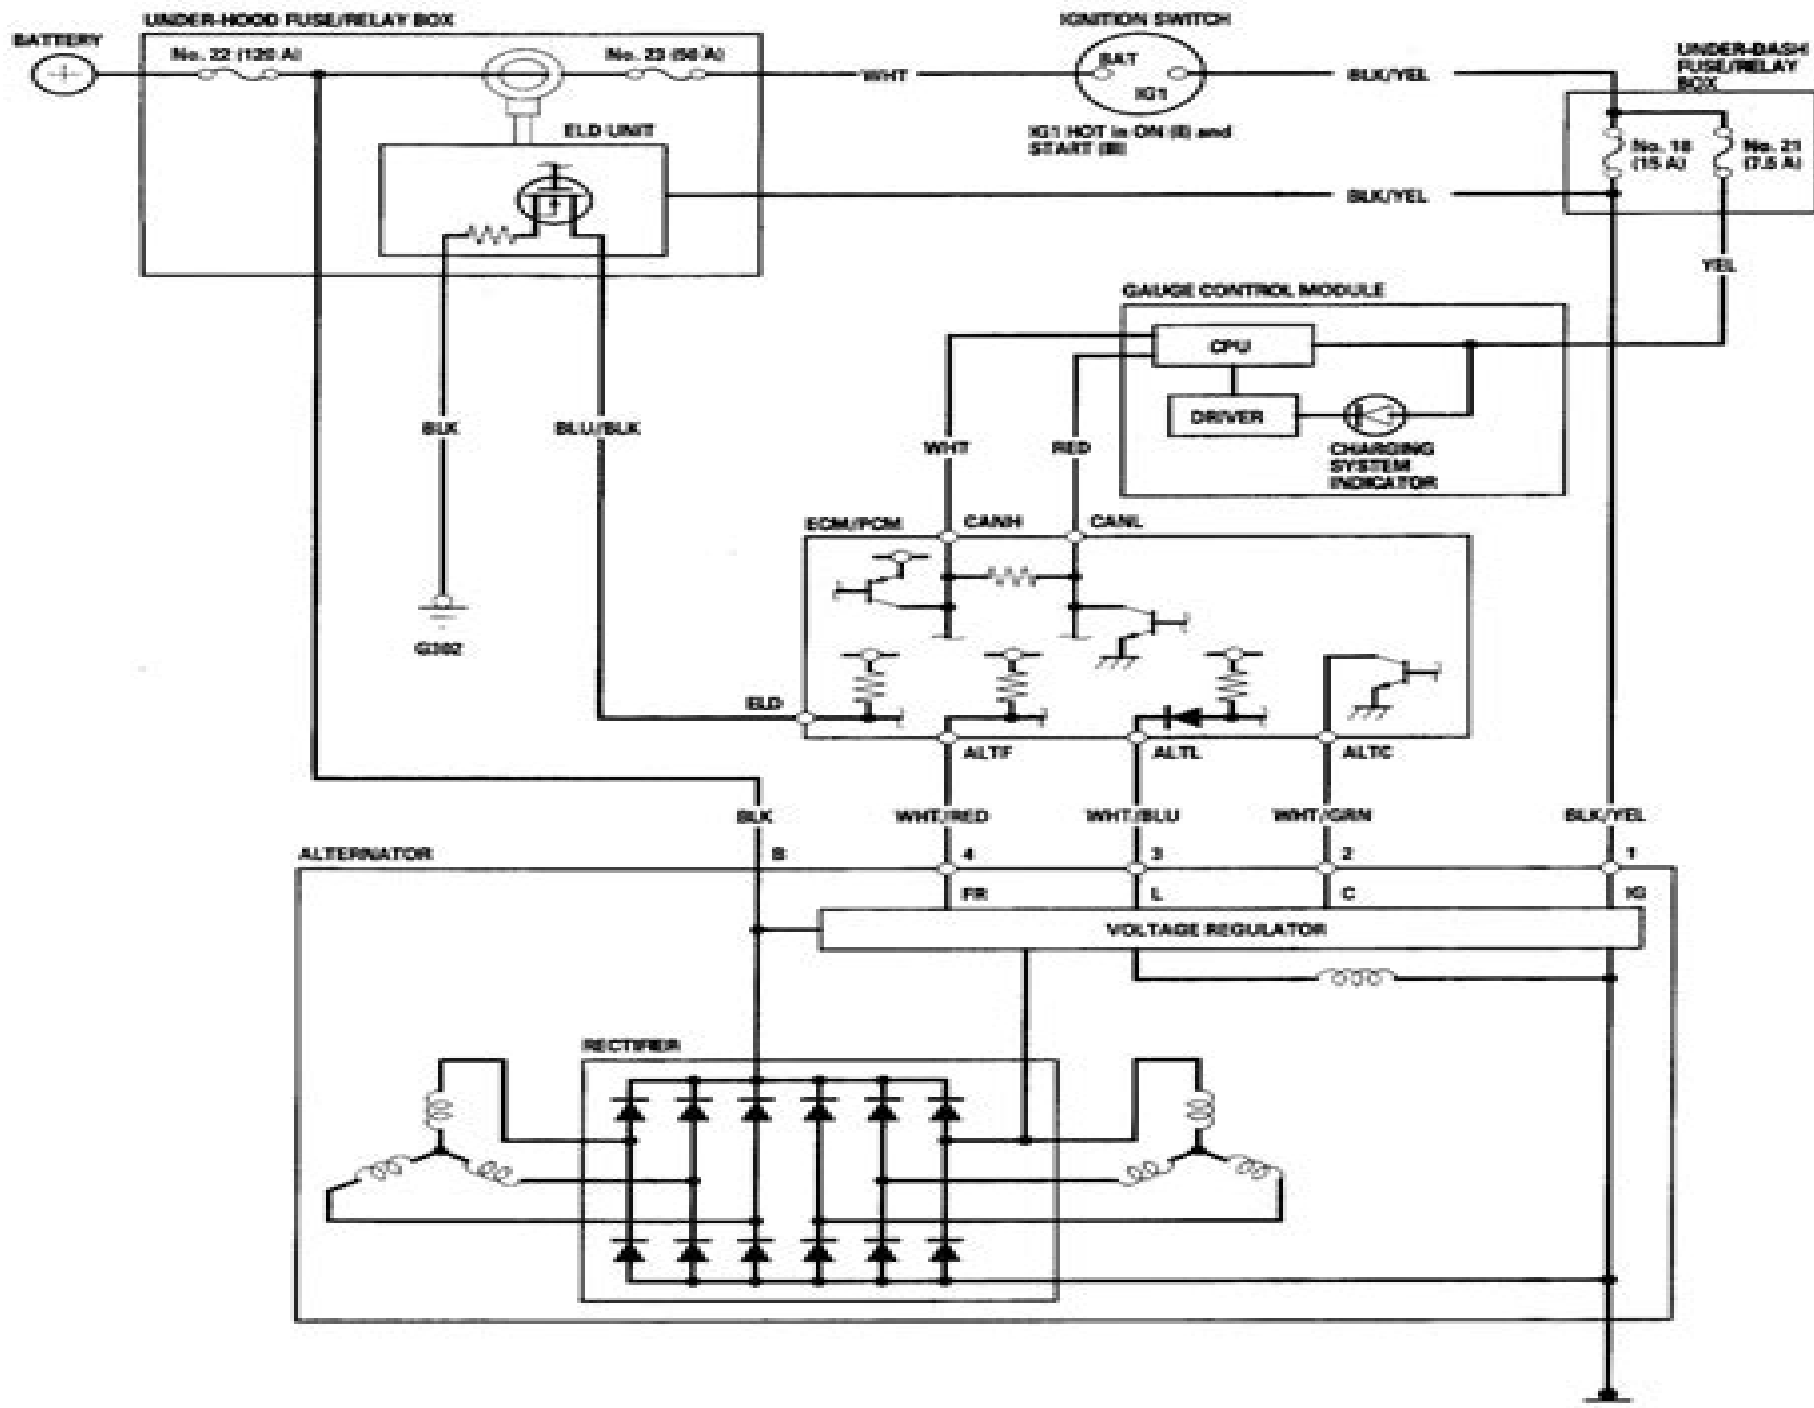 UNDER-HOOD FUSE/RELAY BOX
IGNITION SWITCH
BATTERY
UNDER-DASH
FUSE/RELAY
BOX
No. 22 (120 A)
No. 23 (50 A)
WHT
BAT
IG1
BLK/YEL
IG1 HOT in ON (II) and
START (III)
ELD UNIT
No. 18
(15 A)
No. 21
(7.5 A)
BLK/YEL
YEL
GAUGE CONTROL MODULE
CPU
DRIVER
CHARGING
SYSTEM
INDICATOR
BLK
BLU/BLK
WHT
RED
ECM/PCM
CANH
CANL
G302
ELD
ALTF
ALTL
ALTC
BLK
WHT/RED
WHT/BLU
WHT/GRN
BLK/YEL
ALTERNATOR
B
4
3
2
1
FR
L
C
IG
VOLTAGE REGULATOR
RECTIFIER